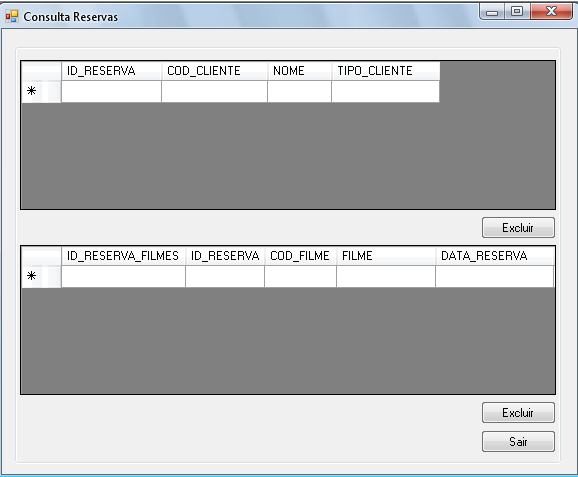 Consulta Reservas
ID_RESERVA COD_CLIENTE NOME TIPO_CLIENTE
*
Excluir
ID_RESERVA_FILMES ID_RESERVA COD_FILME FILME DATA_RESERVA
*
Excluir
Sair